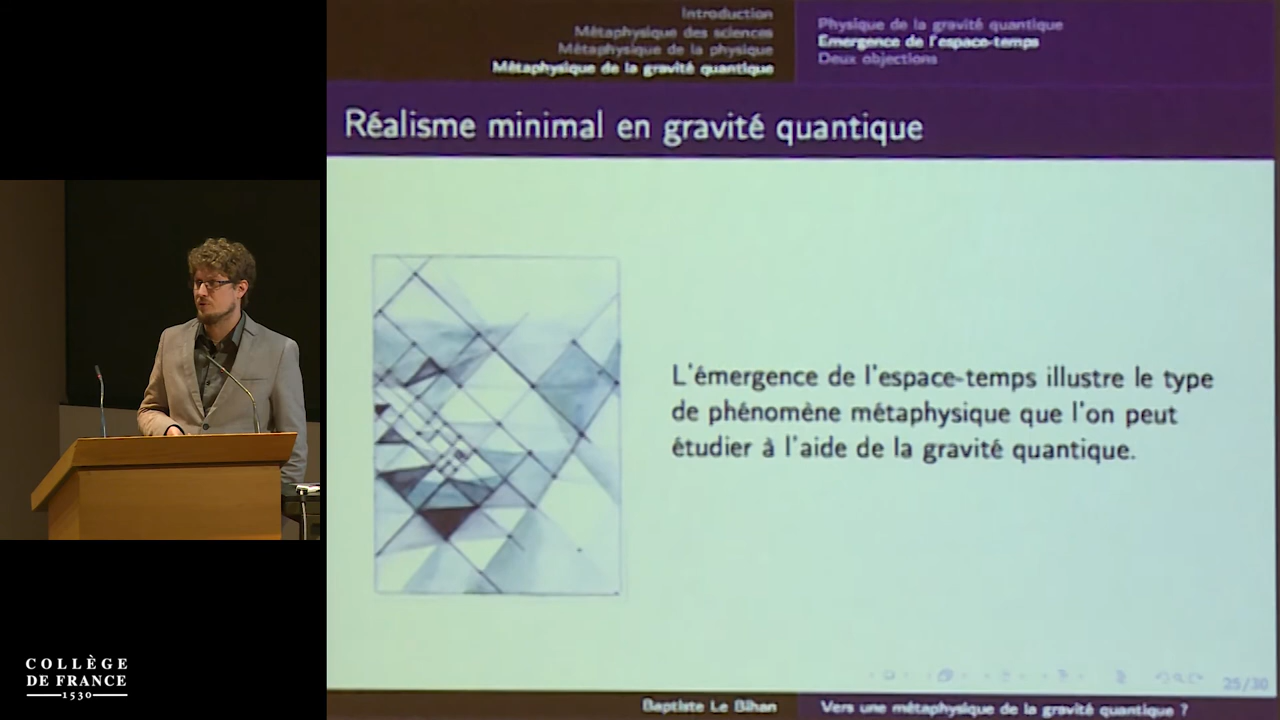 Introduction
Métaphysique des sciences
Métaphysique de la physique
Métaphysique de la gravité quantique
Physique de la gravité quantique
Emergence de l'espace-temps
Deux objections
Réalisme minimal en gravité quantique
L'émergence de l'espace-temps illustre le type
de phénomène métaphysique que l'on peut
étudier à l'aide de la gravité quantique.
25/30
Baptiste Le Bihan
Vers une métaphysique de la gravité quantique ?
COLLÈGE
DE FRANCE
1530